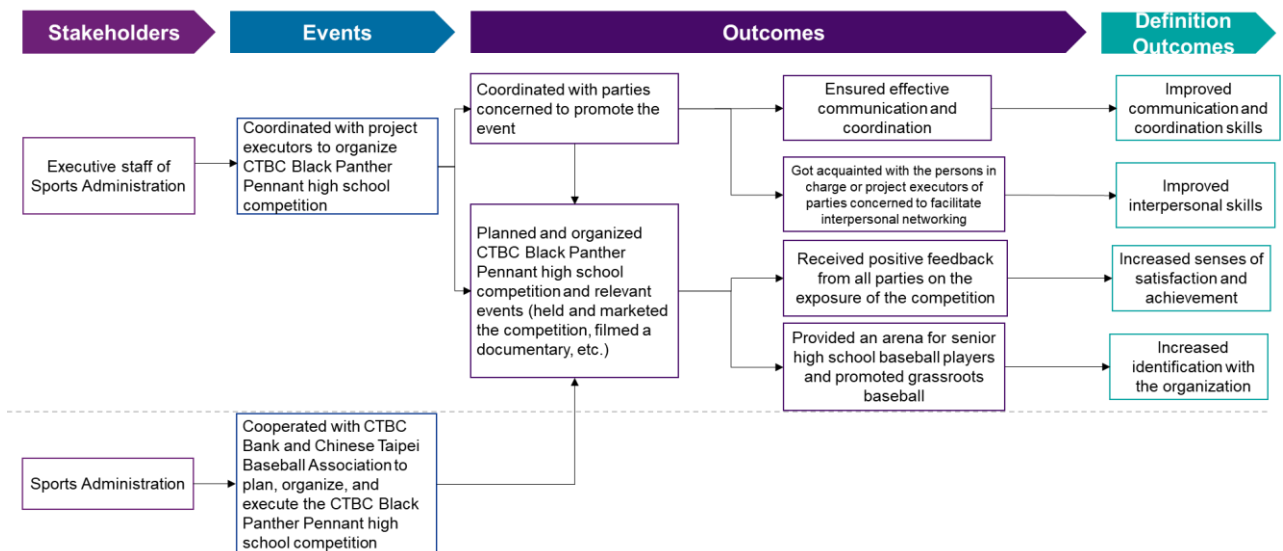 Stakeholders
Events
Outcomes
Definition
Outcomes
Executive staff of
Sports Administration
Coordinated with project
executors to organize
CTBC Black Panther
Pennant high school
competition
Coordinated with parties
concerned to promote the
event
Ensured effective
communication and
coordination
Improved
communication and
coordination skills
Got acquainted with the persons in
charge or project executors of
parties concerned to facilitate
interpersonal networking
Improved
interpersonal skills
Planned and organized
CTBC Black Panther
Pennant high school
competition and relevant
events (held and marketed
the competition, filmed a
documentary, etc.)
Received positive feedback
from all parties on the
exposure of the competition
Increased senses of
satisfaction and
achievement
Provided an arena for senior
high school baseball players
and promoted grassroots
baseball
Increased
identification with
the organization
Sports Administration
Cooperated with CTBC
Bank and Chinese Taipei
Baseball Association to
plan, organize, and
execute the CTBC Black
Panther Pennant high
school competition